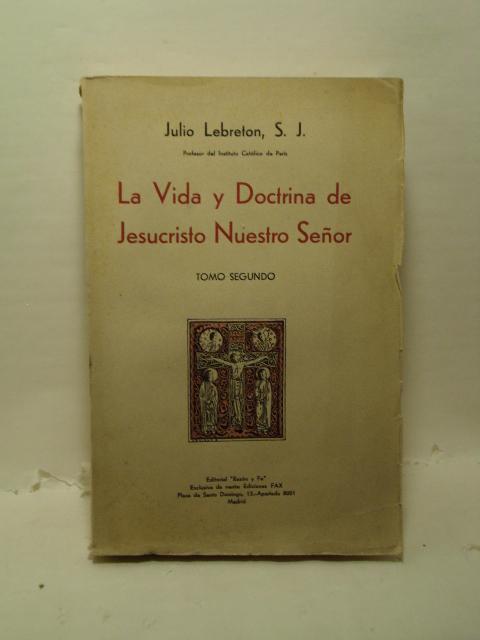 Julio Lebreton, S. J.
Profesor del Instituto Católico de París
La Vida y Doctrina de
Jesucristo Nuestro Señor
TOMO SEGUNDO
Editorial "Razón y Fe"
Exclusiva de venta: Ediciones FAX
Plaza de Santo Domingo, 13.-Apartado 8001
Madrid